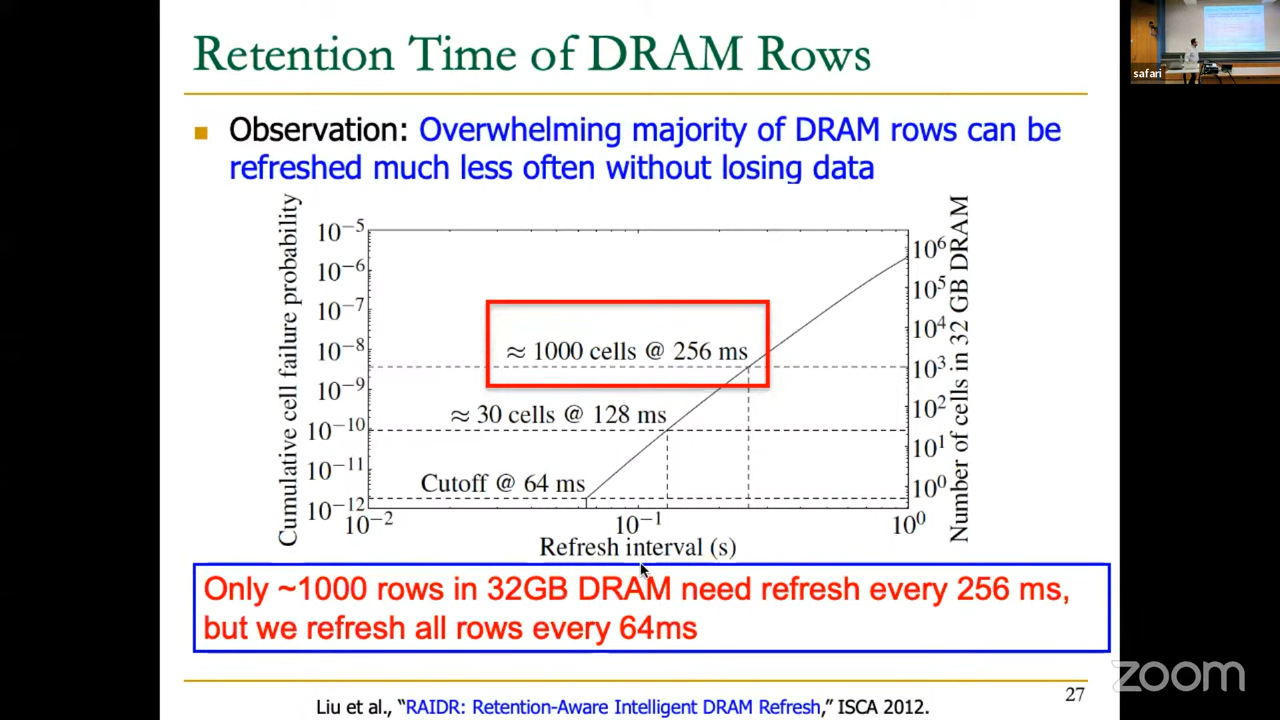 Retention Time of DRAM Rows
safari
Observation: Overwhelming majority of DRAM rows can be
refreshed much less often without losing data
Cumulative cell failure probability
10−5
10−6
10−7
10−8
10−9
10−10
10−11
10−12
≈ 1000 cells @ 256 ms
≈ 30 cells @ 128 ms
Cutoff @ 64 ms
10−2
10−1
100
Refresh interval (s)
106
105
104
103
102
101
100
Number of cells in 32 GB DRAM
Only ~1000 rows in 32GB DRAM need refresh every 256 ms,
but we refresh all rows every 64ms
zoom
27
Liu et al., “RAIDR: Retention-Aware Intelligent DRAM Refresh,” ISCA 2012.